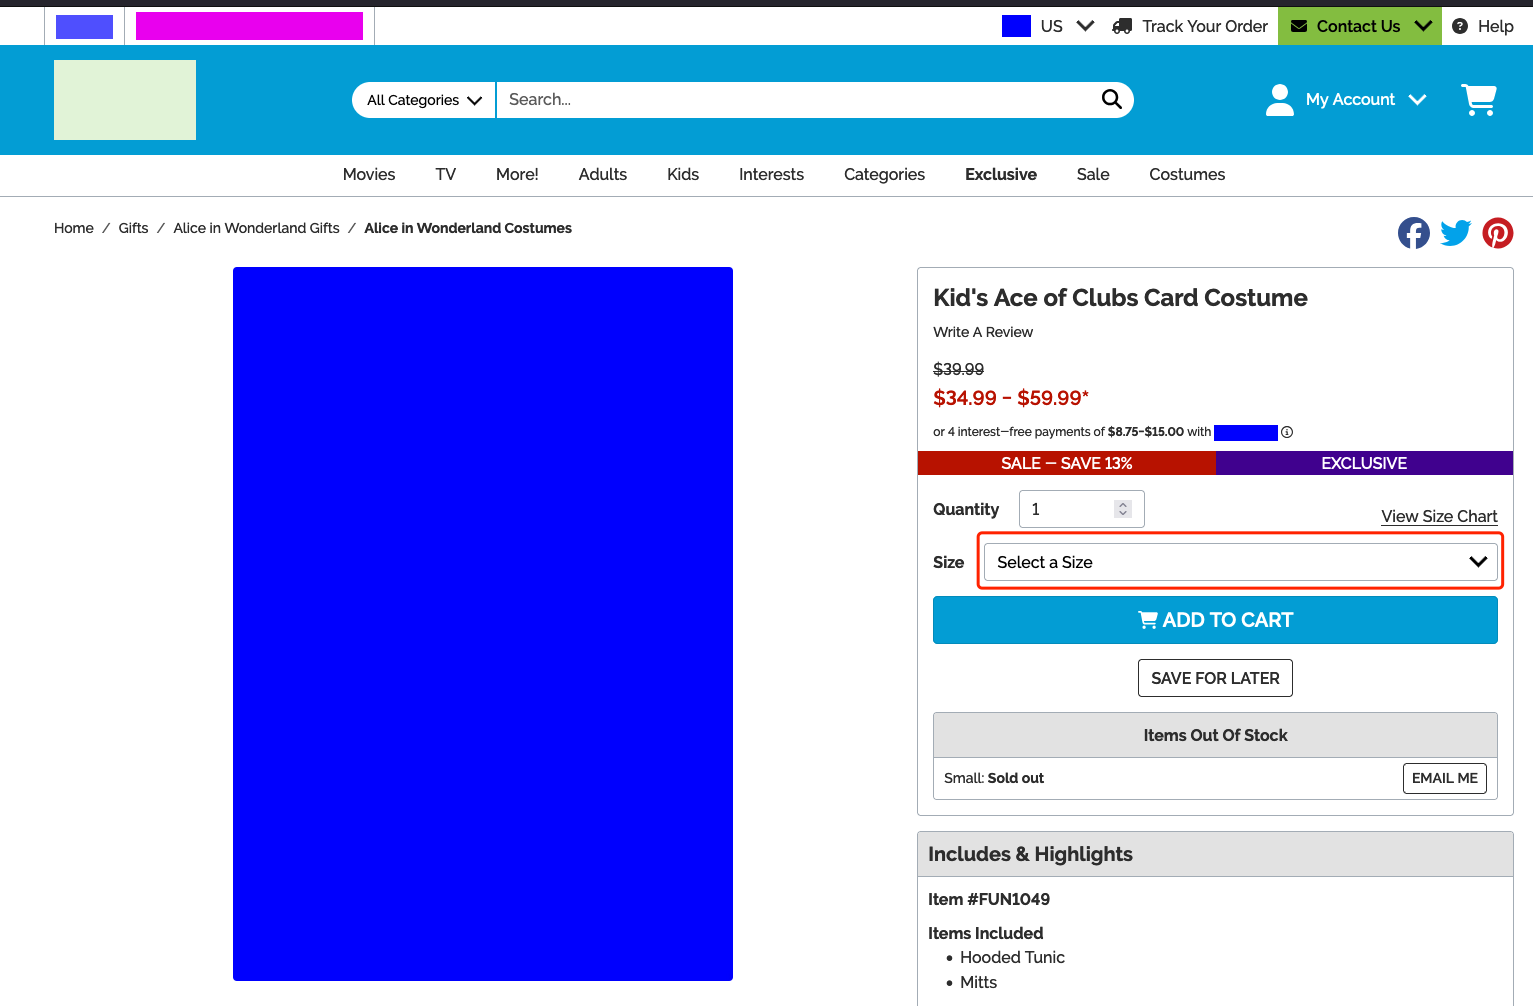 US Track Your Order Contact Us Help
All Categories Search... My Account
Movies TV More! Adults Kids Interests Categories Exclusive Sale Costumes
Home / Gifts / Alice in Wonderland Gifts / Alice in Wonderland Costumes
Kid's Ace of Clubs Card Costume
Write A Review
$39.99
$34.99 - $59.99*
or 4 interest-free payments of $8.75-$15.00 with
SALE - SAVE 13% EXCLUSIVE
Quantity 1 View Size Chart
Size Select a Size
ADD TO CART
SAVE FOR LATER
Items Out Of Stock
Small: Sold out EMAIL ME
Includes & Highlights
Item #FUN1049
Items Included
• Hooded Tunic
• Mitts